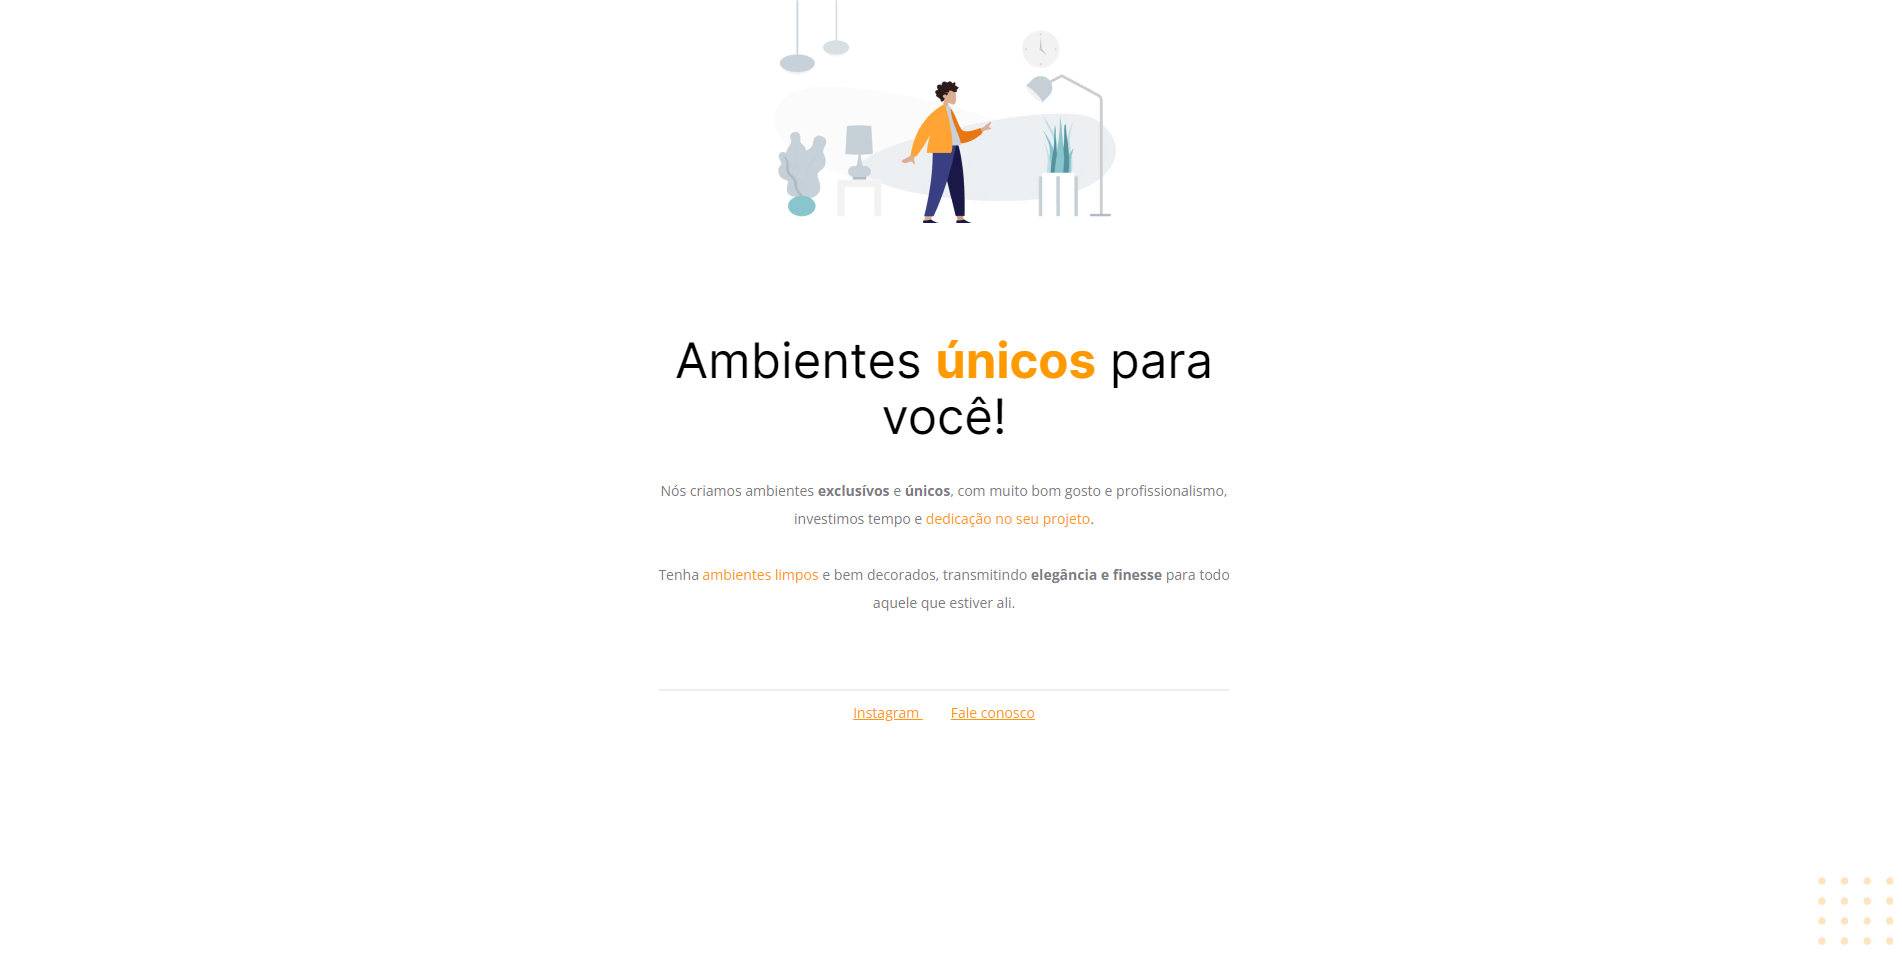 Ambientes únicos para
você!
Nós criamos ambientes exclusívos e únicos, com muito bom gosto e profissionalismo,
investimos tempo e dedicação no seu projeto.
Tenha ambientes limpos e bem decorados, transmitindo elegância e finesse para todo
aquele que estiver ali.
Instagram Fale conosco